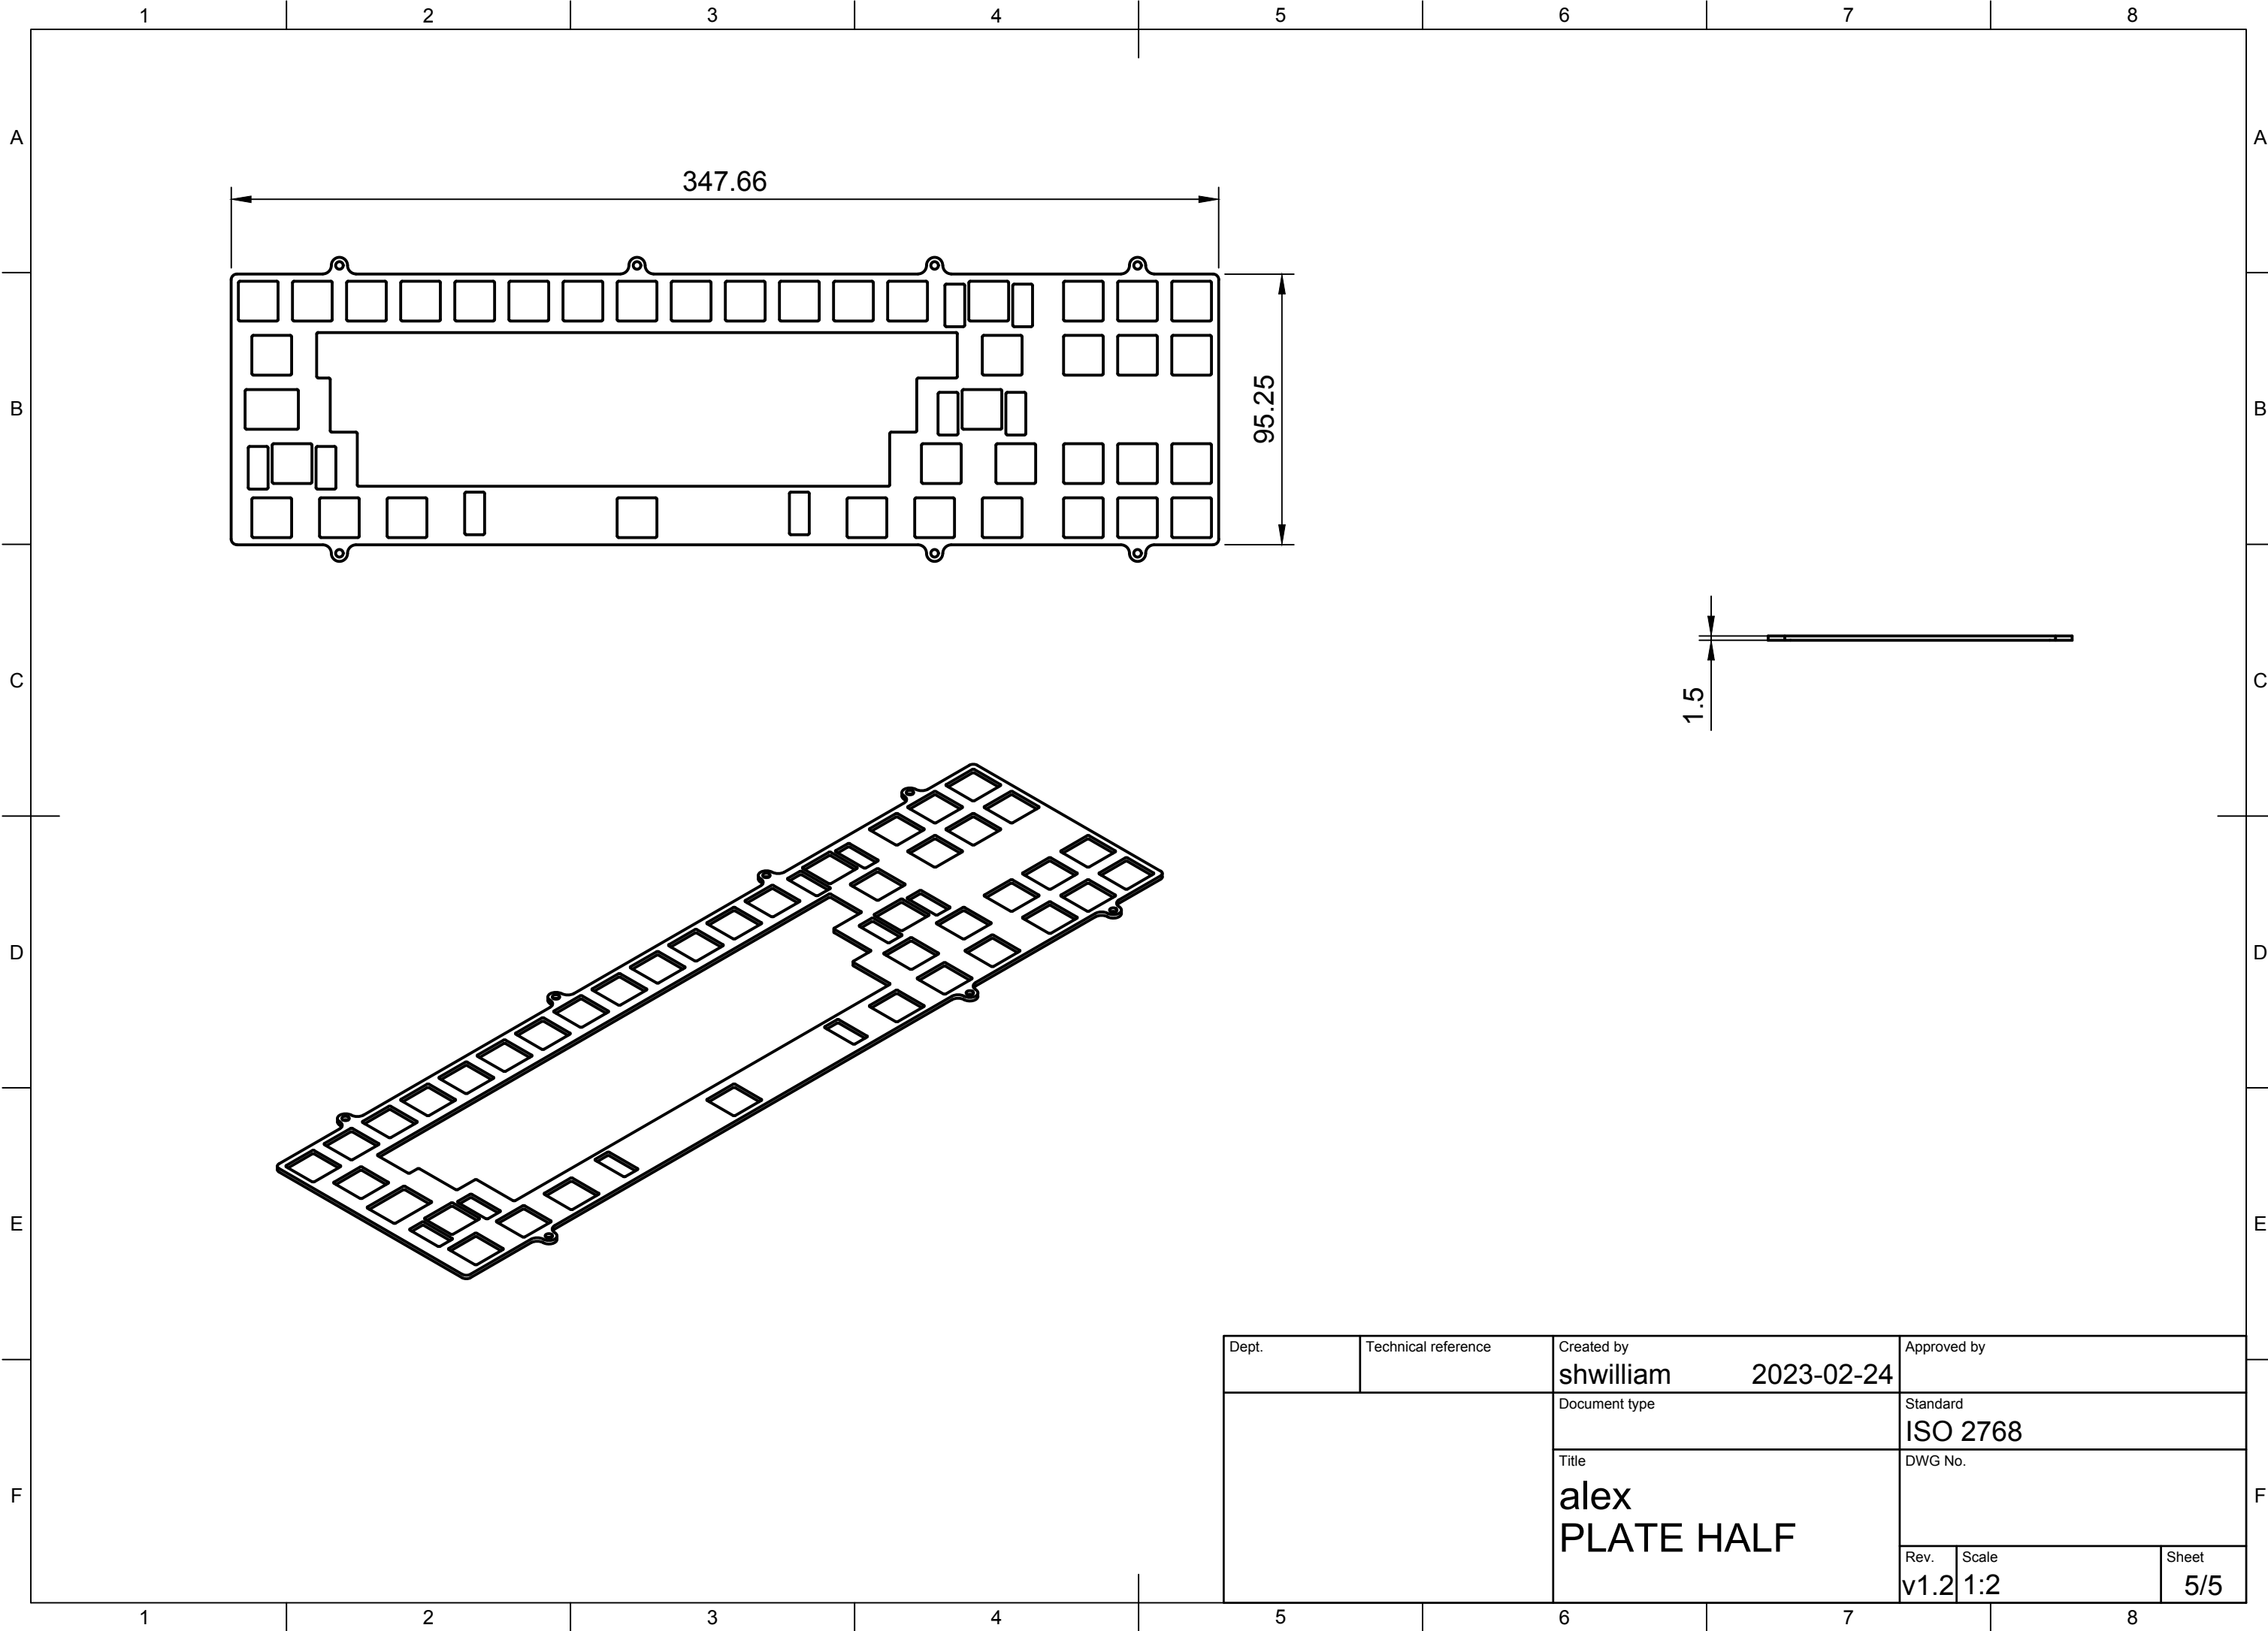 1 2 3 4 5 6 7 8
A A
347.66
B 95.25 B
C 1.5 C
D D
E E
Dept. Technical reference Created by Approved by
shwilliam 2023-02-24
Document type Standard
ISO 2768
Title DWG No.
F alex F
PLATE HALF
Rev. Scale Sheet
v1.2 1:2 5/5
1 2 3 4 5 6 7 8